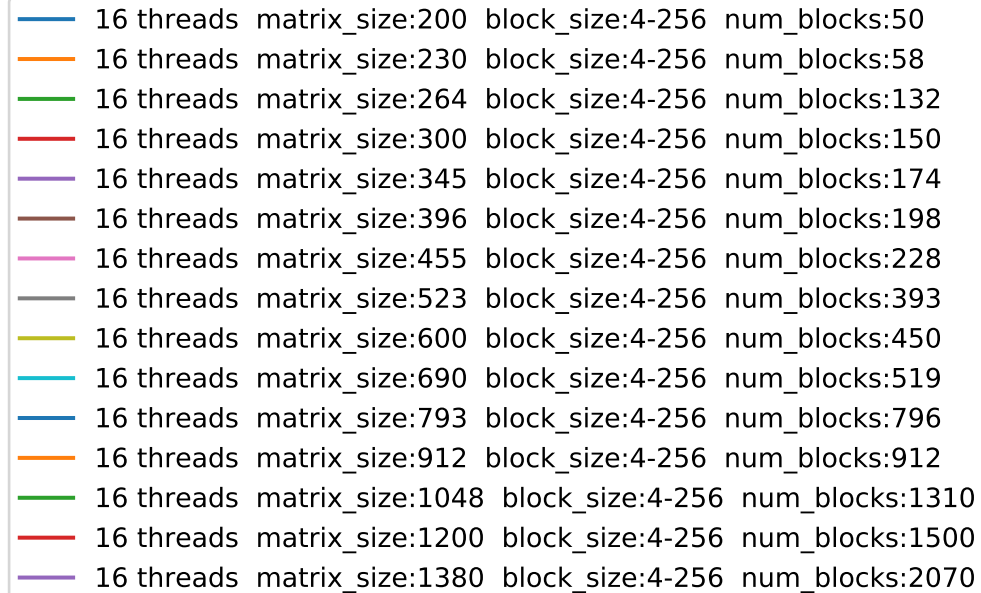 16 threads  matrix_size:200  block_size:4-256  num_blocks:50
16 threads  matrix_size:230  block_size:4-256  num_blocks:58
16 threads  matrix_size:264  block_size:4-256  num_blocks:132
16 threads  matrix_size:300  block_size:4-256  num_blocks:150
16 threads  matrix_size:345  block_size:4-256  num_blocks:174
16 threads  matrix_size:396  block_size:4-256  num_blocks:198
16 threads  matrix_size:455  block_size:4-256  num_blocks:228
16 threads  matrix_size:523  block_size:4-256  num_blocks:393
16 threads  matrix_size:600  block_size:4-256  num_blocks:450
16 threads  matrix_size:690  block_size:4-256  num_blocks:519
16 threads  matrix_size:793  block_size:4-256  num_blocks:796
16 threads  matrix_size:912  block_size:4-256  num_blocks:912
16 threads  matrix_size:1048  block_size:4-256  num_blocks:1310
16 threads  matrix_size:1200  block_size:4-256  num_blocks:1500
16 threads  matrix_size:1380  block_size:4-256  num_blocks:2070